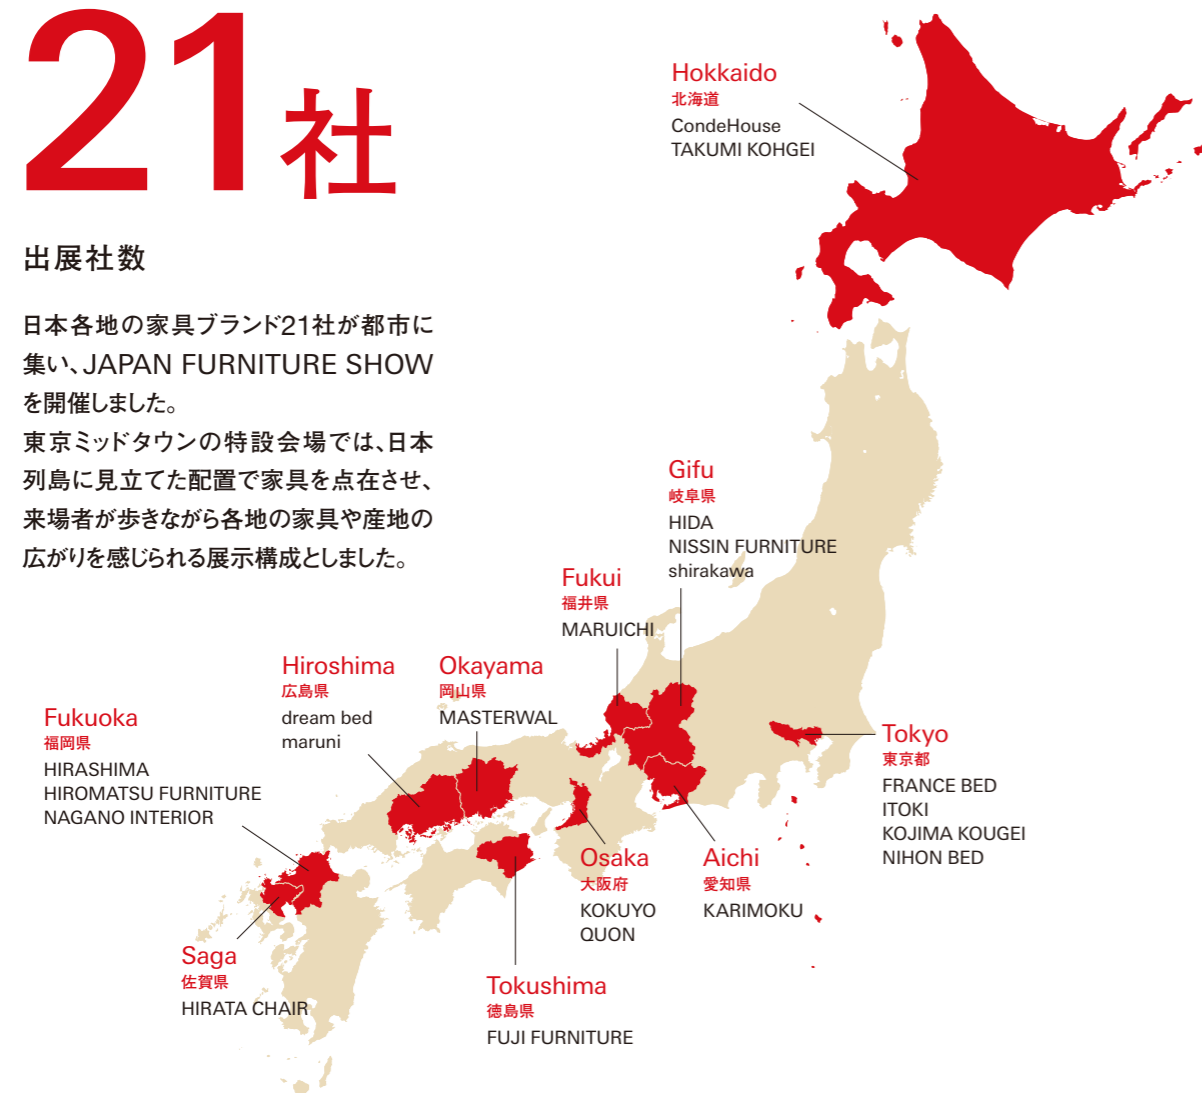 21社
出展社数
日本各地の家具ブランド21社が都市に
集い、JAPAN FURNITURE SHOW
を開催しました。
東京ミッドタウンの特設会場では、日本
列島に見立てた配置で家具を点在させ、
来場者が歩きながら各地の家具や産地の
広がりを感じられる展示構成としました。
Hokkaido
北海道
CondeHouse
TAKUMI KOHGEI
Gifu
岐阜県
HIDA
NISSIN FURNITURE
shirakawa
Fukui
福井県
MARUICHI
Hiroshima
広島県
dream bed
maruni
Okayama
岡山県
MASTERWAL
Fukuoka
福岡県
HIRASHIMA
HIROMATSU FURNITURE
NAGANO INTERIOR
Tokyo
東京都
FRANCE BED
ITOKI
KOJIMA KOUGEI
NIHON BED
Osaka
大阪府
KOKUYO
QUON
Aichi
愛知県
KARIMOKU
Saga
佐賀県
HIRATA CHAIR
Tokushima
徳島県
FUJI FURNITURE